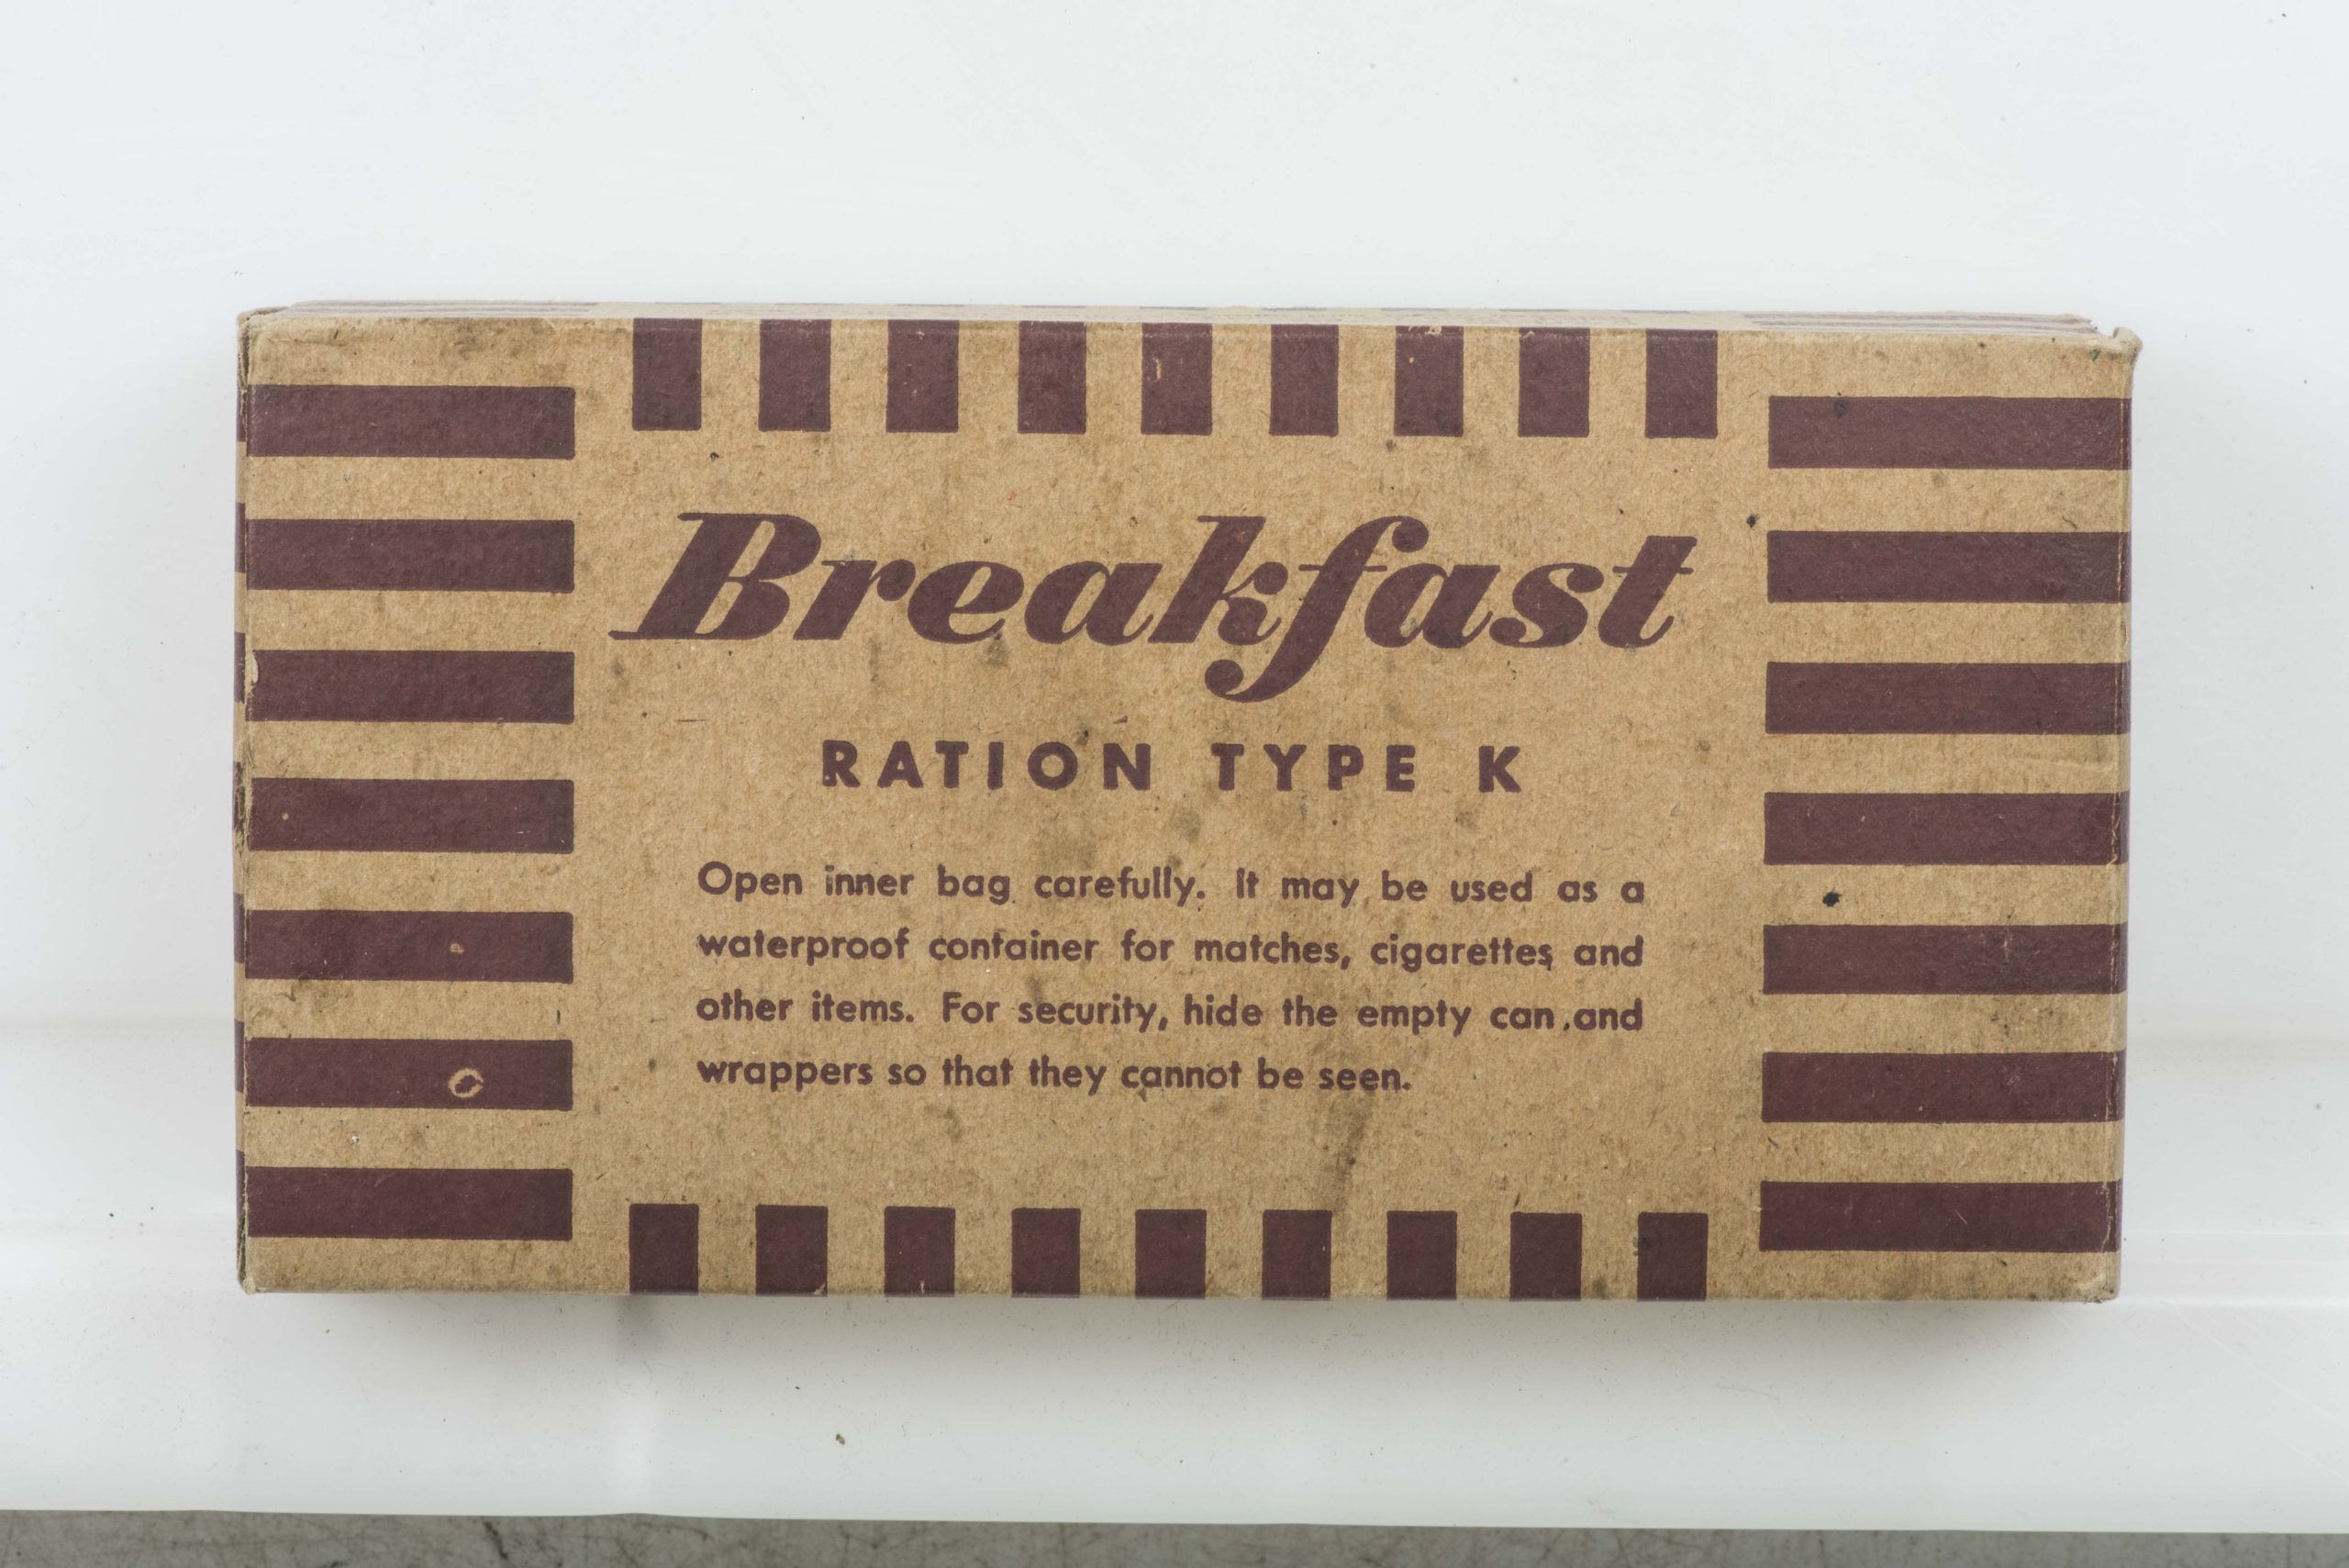 Breakfast
RATION TYPE K
Open inner bag carefully. It may be used as a
waterproof container for matches, cigarettes and
other items. For security, hide the empty can and
wrappers so that they cannot be seen.